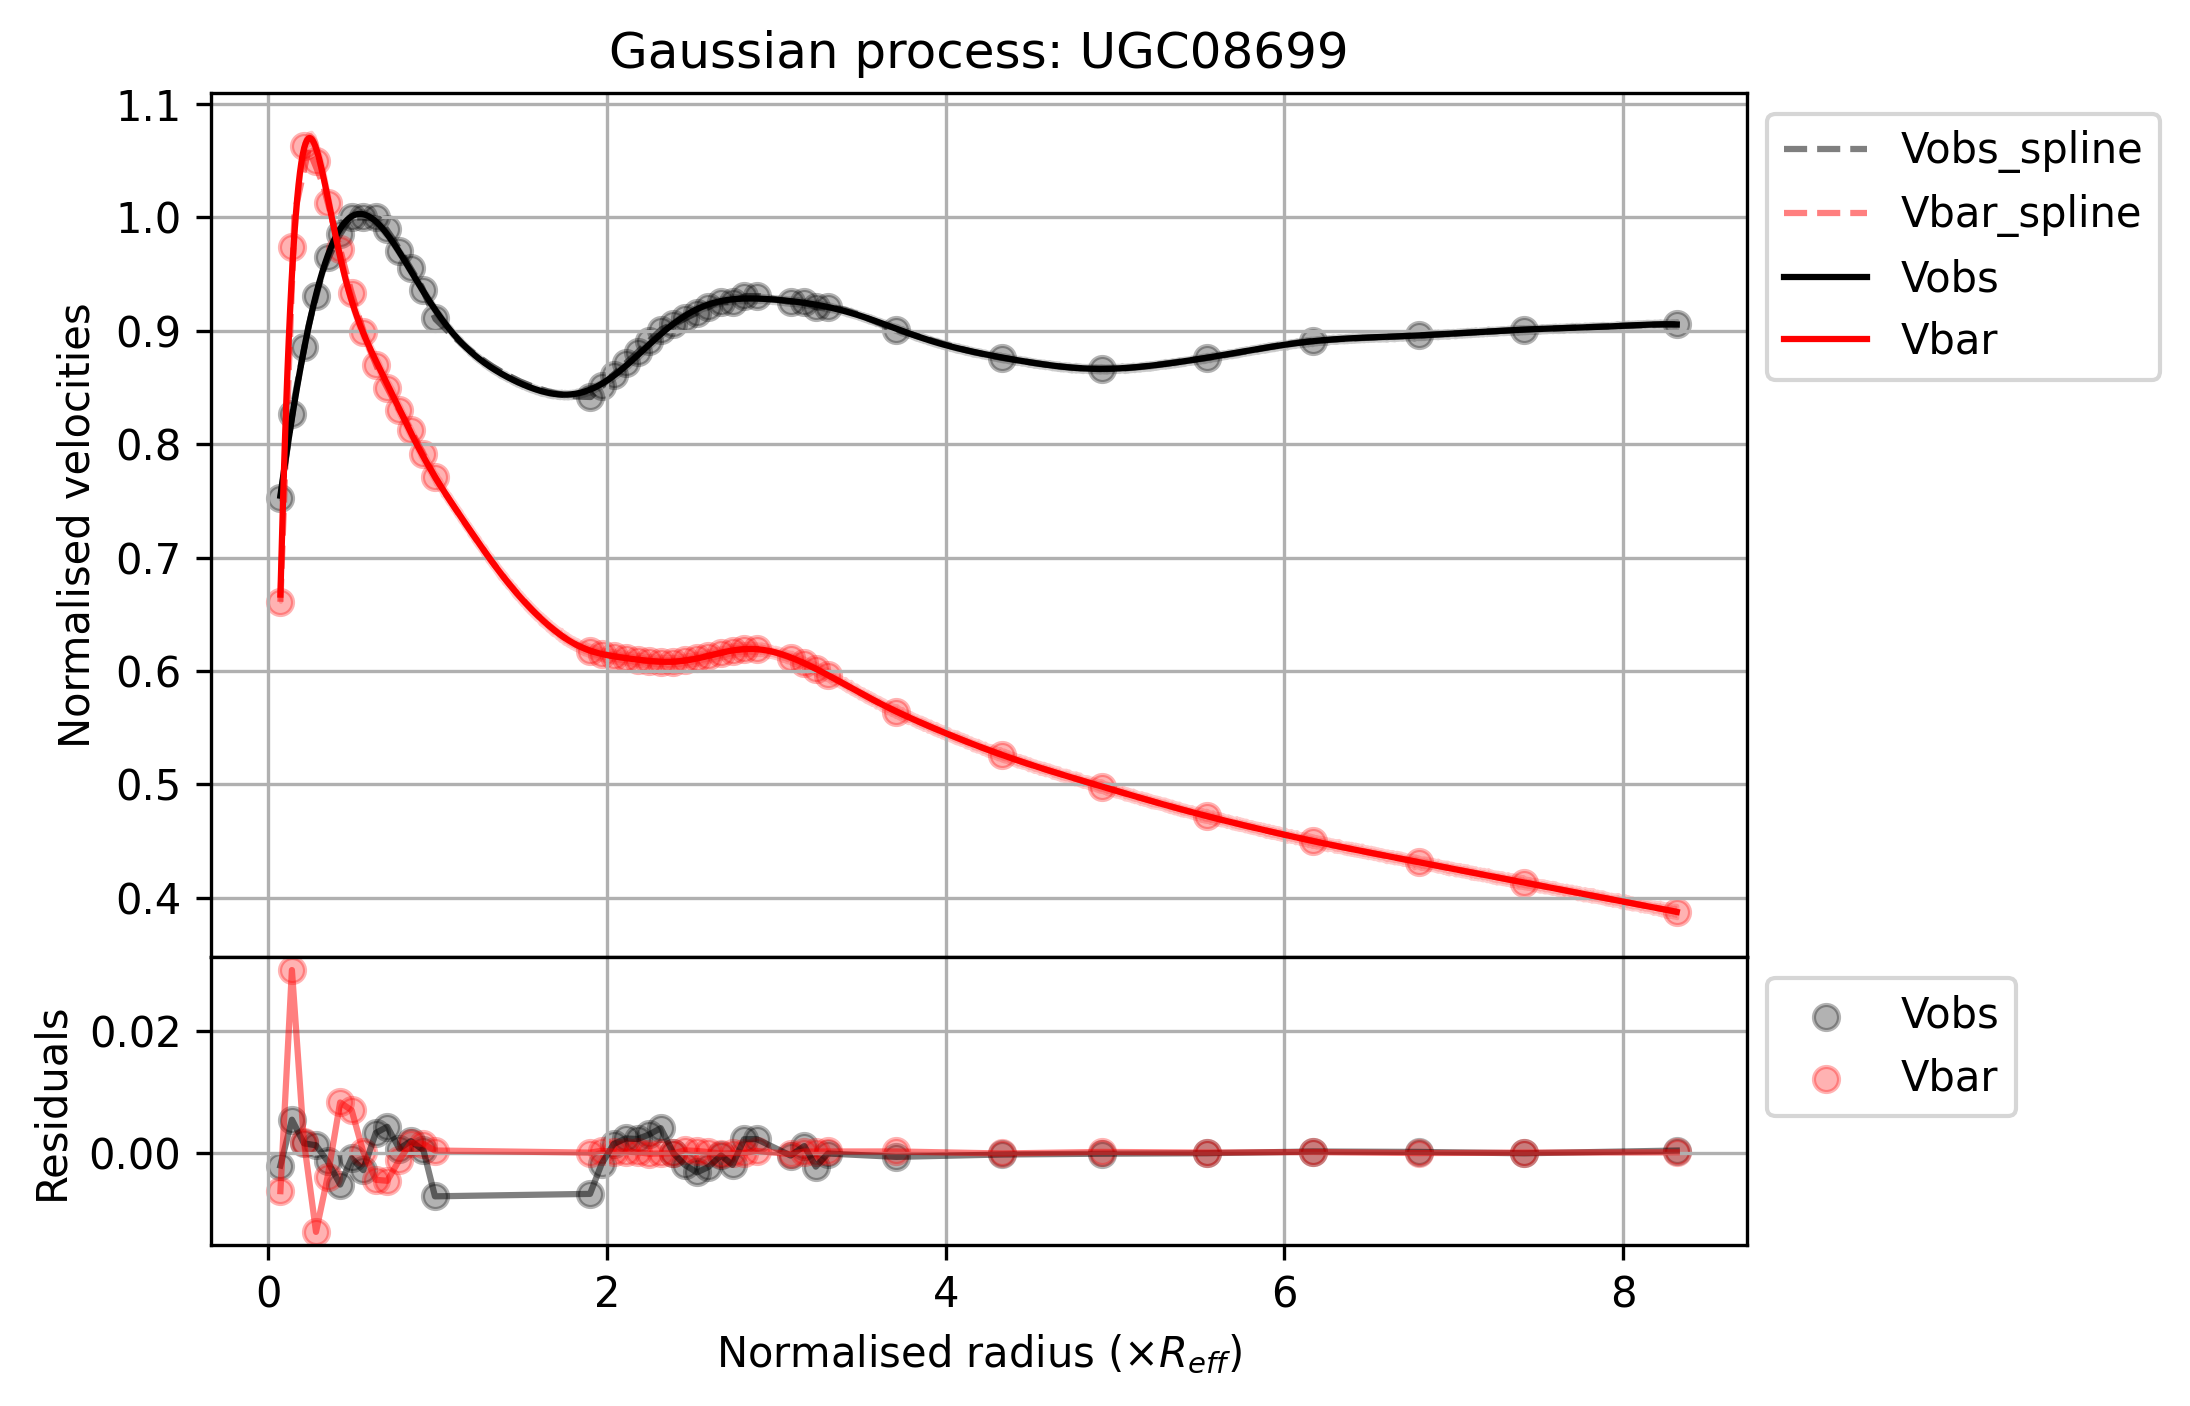 Gaussian process: UGC08699
1.1
1.0
0.9
0.8
0.7
0.6
0.5
0.4
Normalised velocities
Vobs_spline
Vbar_spline
Vobs
Vbar
0.02
0.00
Residuals
Vobs
Vbar
0 2 4 6 8
Normalised radius (×R_eff)